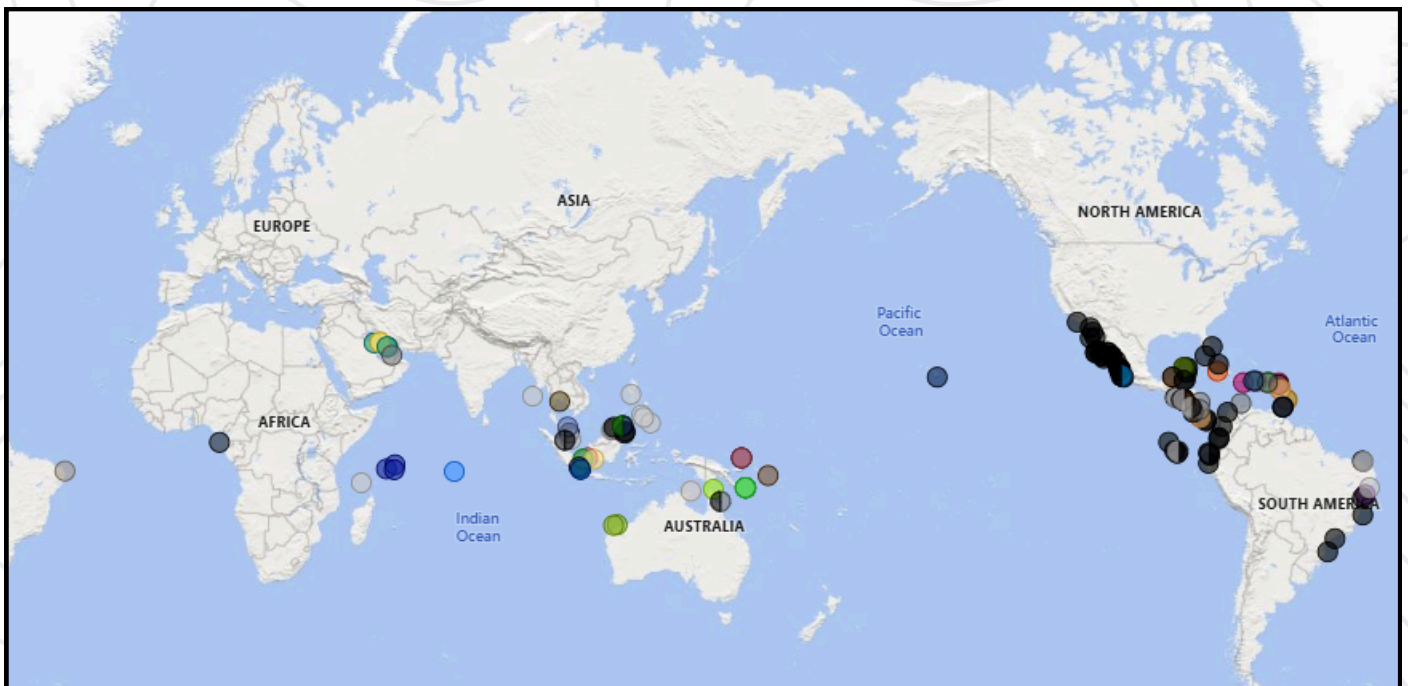 ASIA
NORTH AMERICA
EUROPE
Pacific
Ocean
Atlantic
Ocean
AFRICA
SOUTH AMERICA
Indian
Ocean
AUSTRALIA